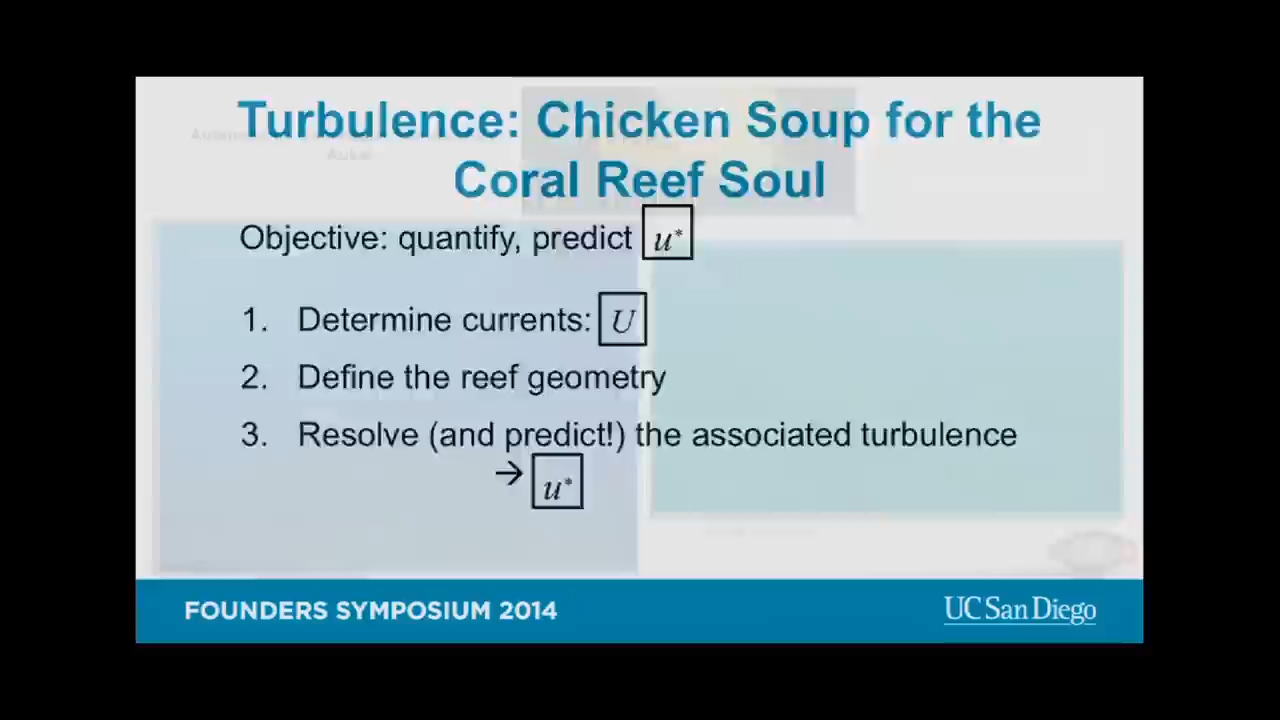 Turbulence: Chicken Soup for the
Coral Reef Soul
Objective: quantify, predict u*
1. Determine currents: U
2. Define the reef geometry
3. Resolve (and predict!) the associated turbulence
→ u*
FOUNDERS SYMPOSIUM 2014
UC San Diego